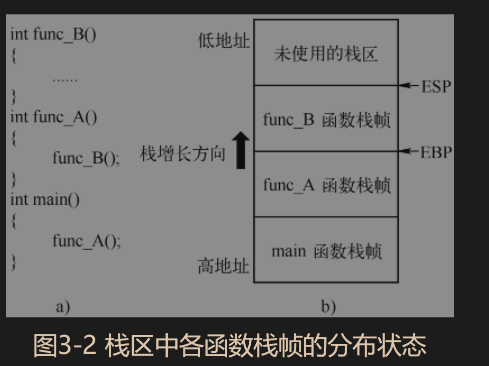 int func_B()
{
......
}
int func_A()
{
func_B();
}
int main()
{
func_A();
}
a)
低地址
未使用的栈区
ESP
func_B 函数栈帧
栈增长方向
EBP
func_A 函数栈帧
高地址
main 函数栈帧
b)
图3-2 栈区中各函数栈帧的分布状态